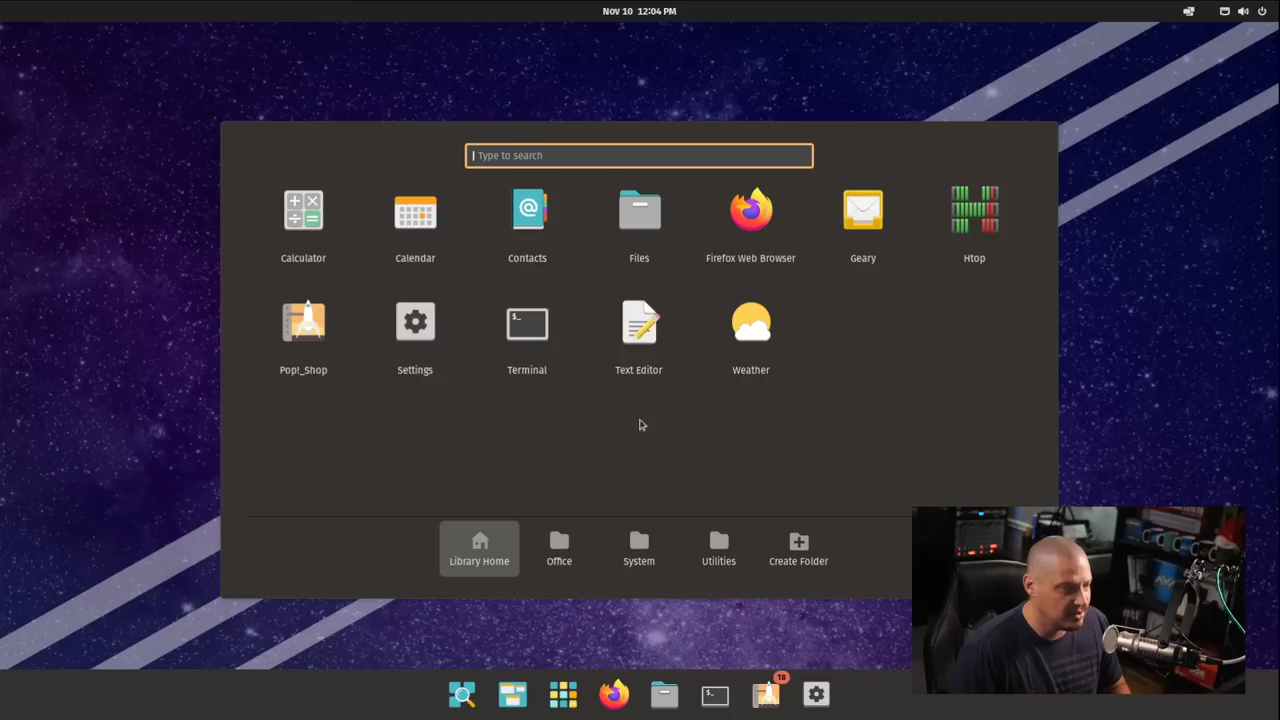 Nov 10 12:04 PM
Type to search
Calculator
Calendar
Contacts
Files
Firefox Web Browser
Geary
Htop
Pop!_Shop
Settings
Terminal
Text Editor
Weather
Library Home
Office
System
Utilities
Create Folder
18